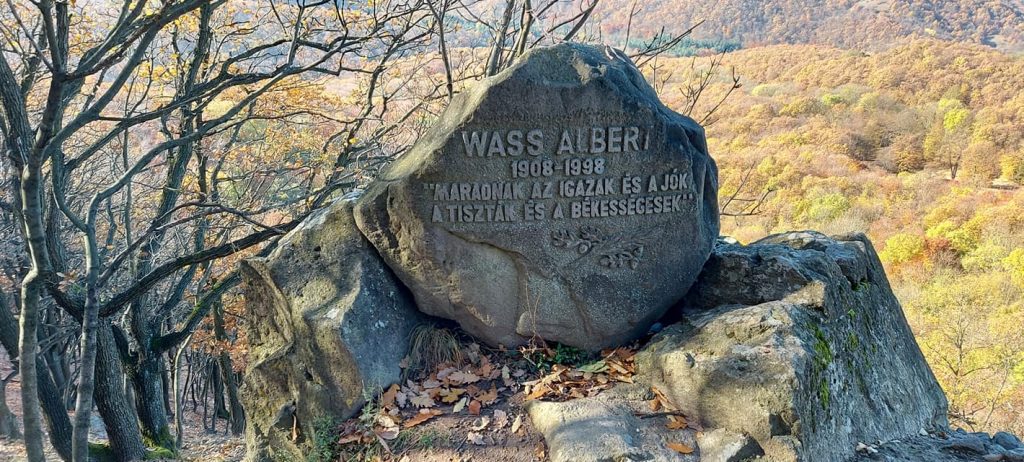 WASS ALBERT
1908-1998
"MARADNAK AZ IGAZAK ÉS A JÓK.
A TISZTÁK ÉS A BÉKESSÉGESEK"